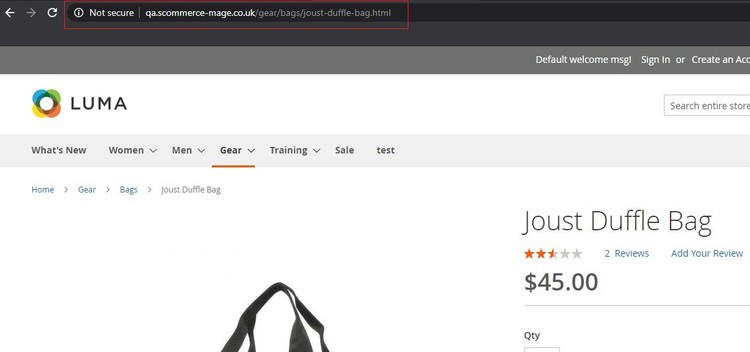 Not secure | qa.scommerce-mage.co.uk/gear/bags/joust-duffle-bag.html
Default welcome msg! Sign In or Create an Acc
LUMA
Search entire store
What's New Women Men Gear Training Sale test
Home > Gear > Bags > Joust Duffle Bag
Joust Duffle Bag
2 Reviews Add Your Review
$45.00
Qty